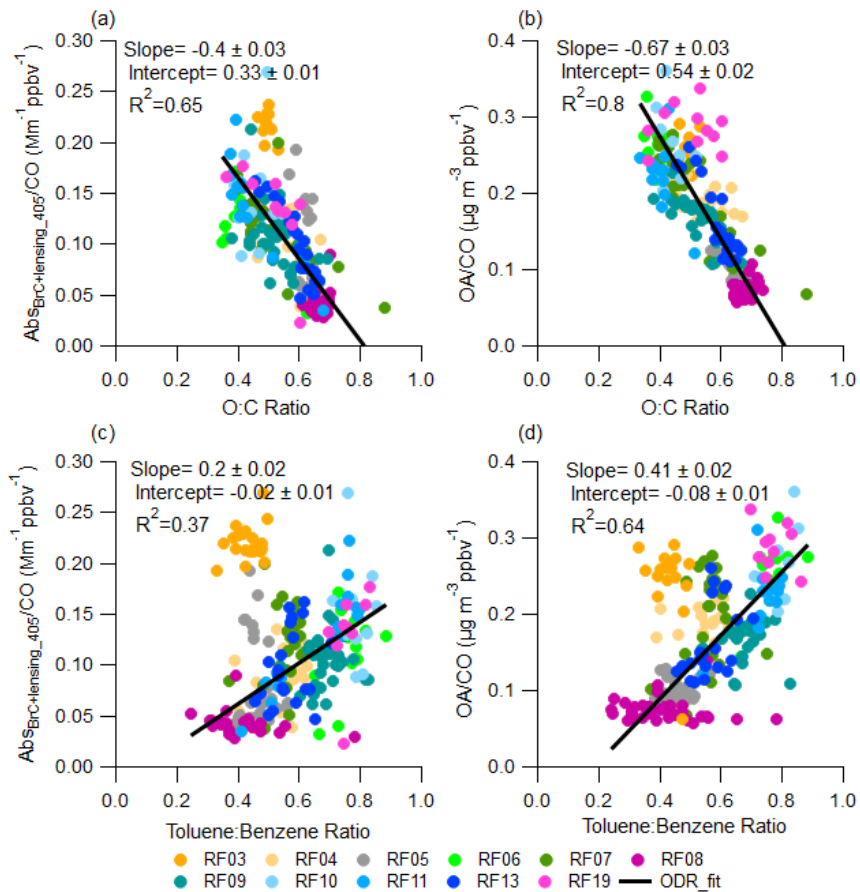 (a)
Slope= -0.4 ± 0.03
Intercept= 0.33 ± 0.01
R²=0.65
Abs_BrC+lensing_405/CO (Mm⁻¹ppbv⁻¹)
0.30
0.25
0.20
0.15
0.10
0.05
0.00
0.0 0.2 0.4 0.6 0.8 1.0
O:C Ratio
(b)
Slope= -0.67 ± 0.03
Intercept= 0.54 ± 0.02
R²=0.8
OA/CO (µg m⁻³ ppbv⁻¹)
0.4
0.3
0.2
0.1
0.0
0.0 0.2 0.4 0.6 0.8 1.0
O:C Ratio
(c)
Slope= 0.2 ± 0.02
Intercept= -0.02 ± 0.01
R²=0.37
Abs_BrC+lensing_405/CO (Mm⁻¹ppbv⁻¹)
0.30
0.25
0.20
0.15
0.10
0.05
0.00
0.0 0.2 0.4 0.6 0.8 1.0
Toluene:Benzene Ratio
(d)
Slope= 0.41 ± 0.02
Intercept= -0.08 ± 0.01
R²=0.64
OA/CO (µg m⁻³ ppbv⁻¹)
0.4
0.3
0.2
0.1
0.0
0.0 0.2 0.4 0.6 0.8 1.0
Toluene:Benzene Ratio
RF03 RF04 RF05 RF06 RF07 RF08
RF09 RF10 RF11 RF13 RF19 ODR_fit